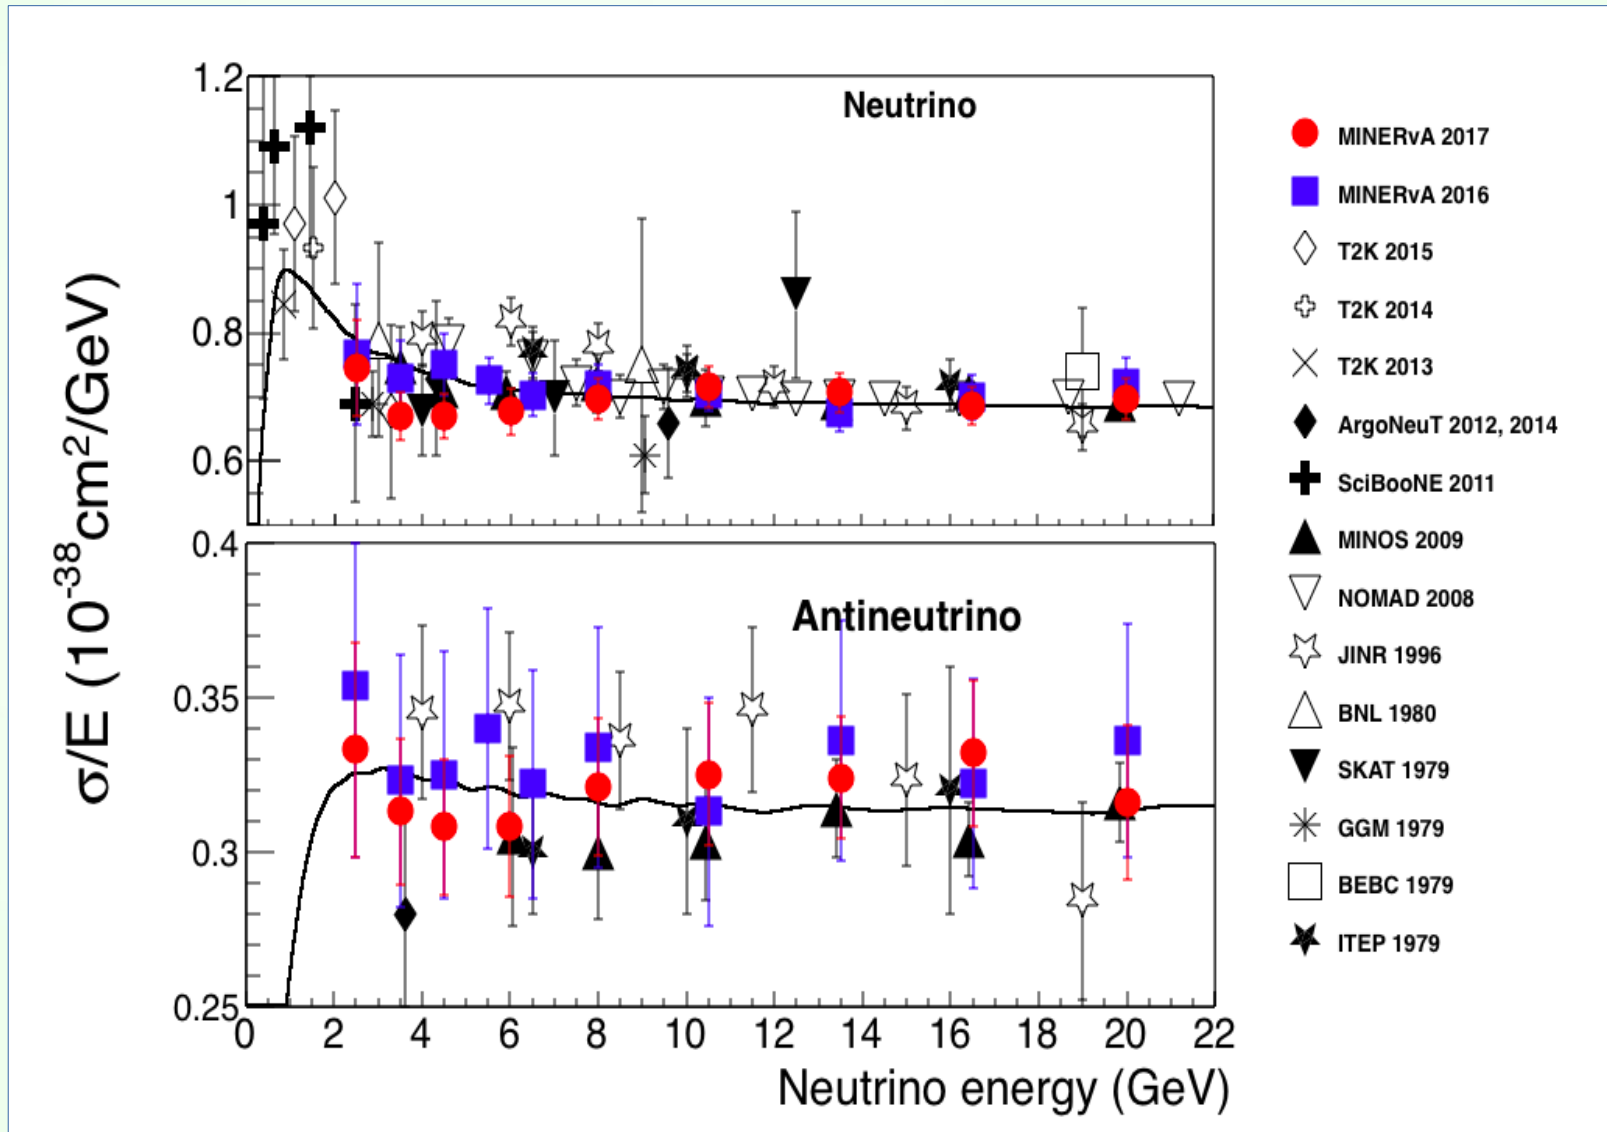 1.2
1
0.8
0.6
Neutrino
0.4
0.35
0.3
0.25
Antineutrino
0 2 4 6 8 10 12 14 16 18 20 22
Neutrino energy (GeV)
σ/E (10⁻³⁸cm²/GeV)
MINERvA 2017
MINERvA 2016
T2K 2015
T2K 2014
T2K 2013
ArgoNeuT 2012, 2014
SciBooNE 2011
MINOS 2009
NOMAD 2008
JINR 1996
BNL 1980
SKAT 1979
GGM 1979
BEBC 1979
ITEP 1979